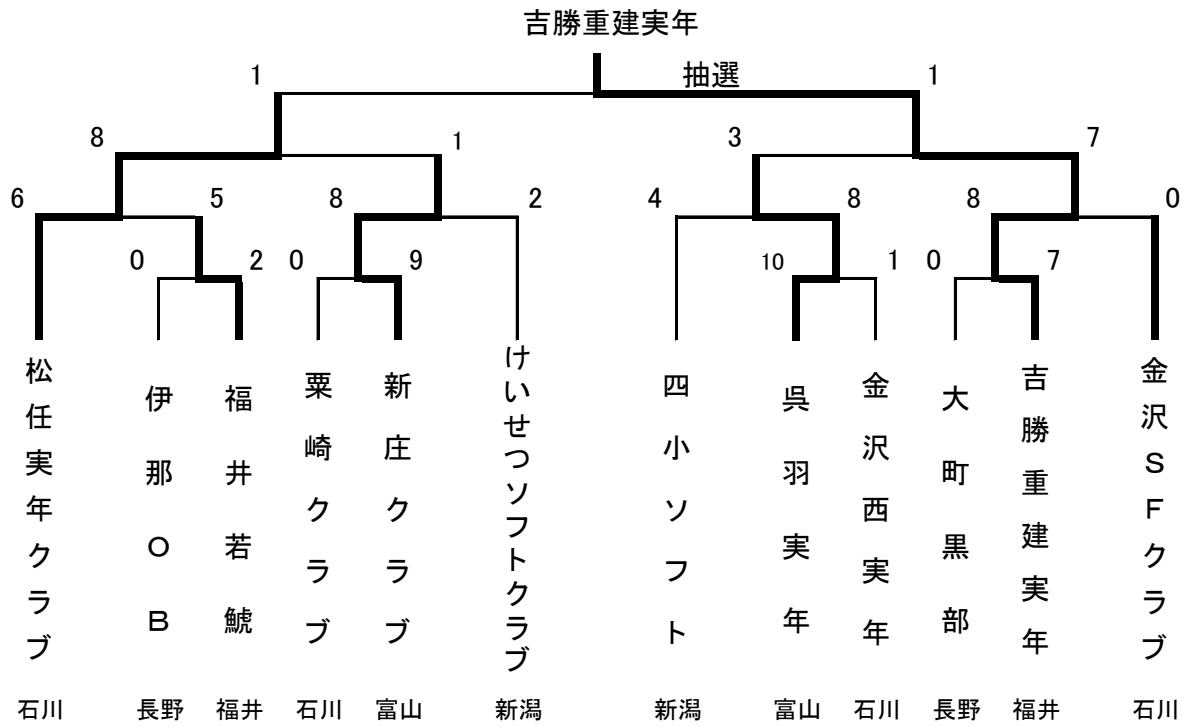 吉勝重建実年
抽選
1 1
8 1 3 7
6 5 8 2 4 8 8 0
0 2 0 9 10 1 0 7
松任実年クラブ
伊那OB
福井若鯱
粟崎クラブ
新庄クラブ
けいせつソフトクラブ
四小ソフト
呉羽実年
金沢西実年
大町黒部
吉勝重建実年
金沢SFクラブ
石川 長野 福井 石川 富山 新潟 新潟 富山 石川 長野 福井 石川